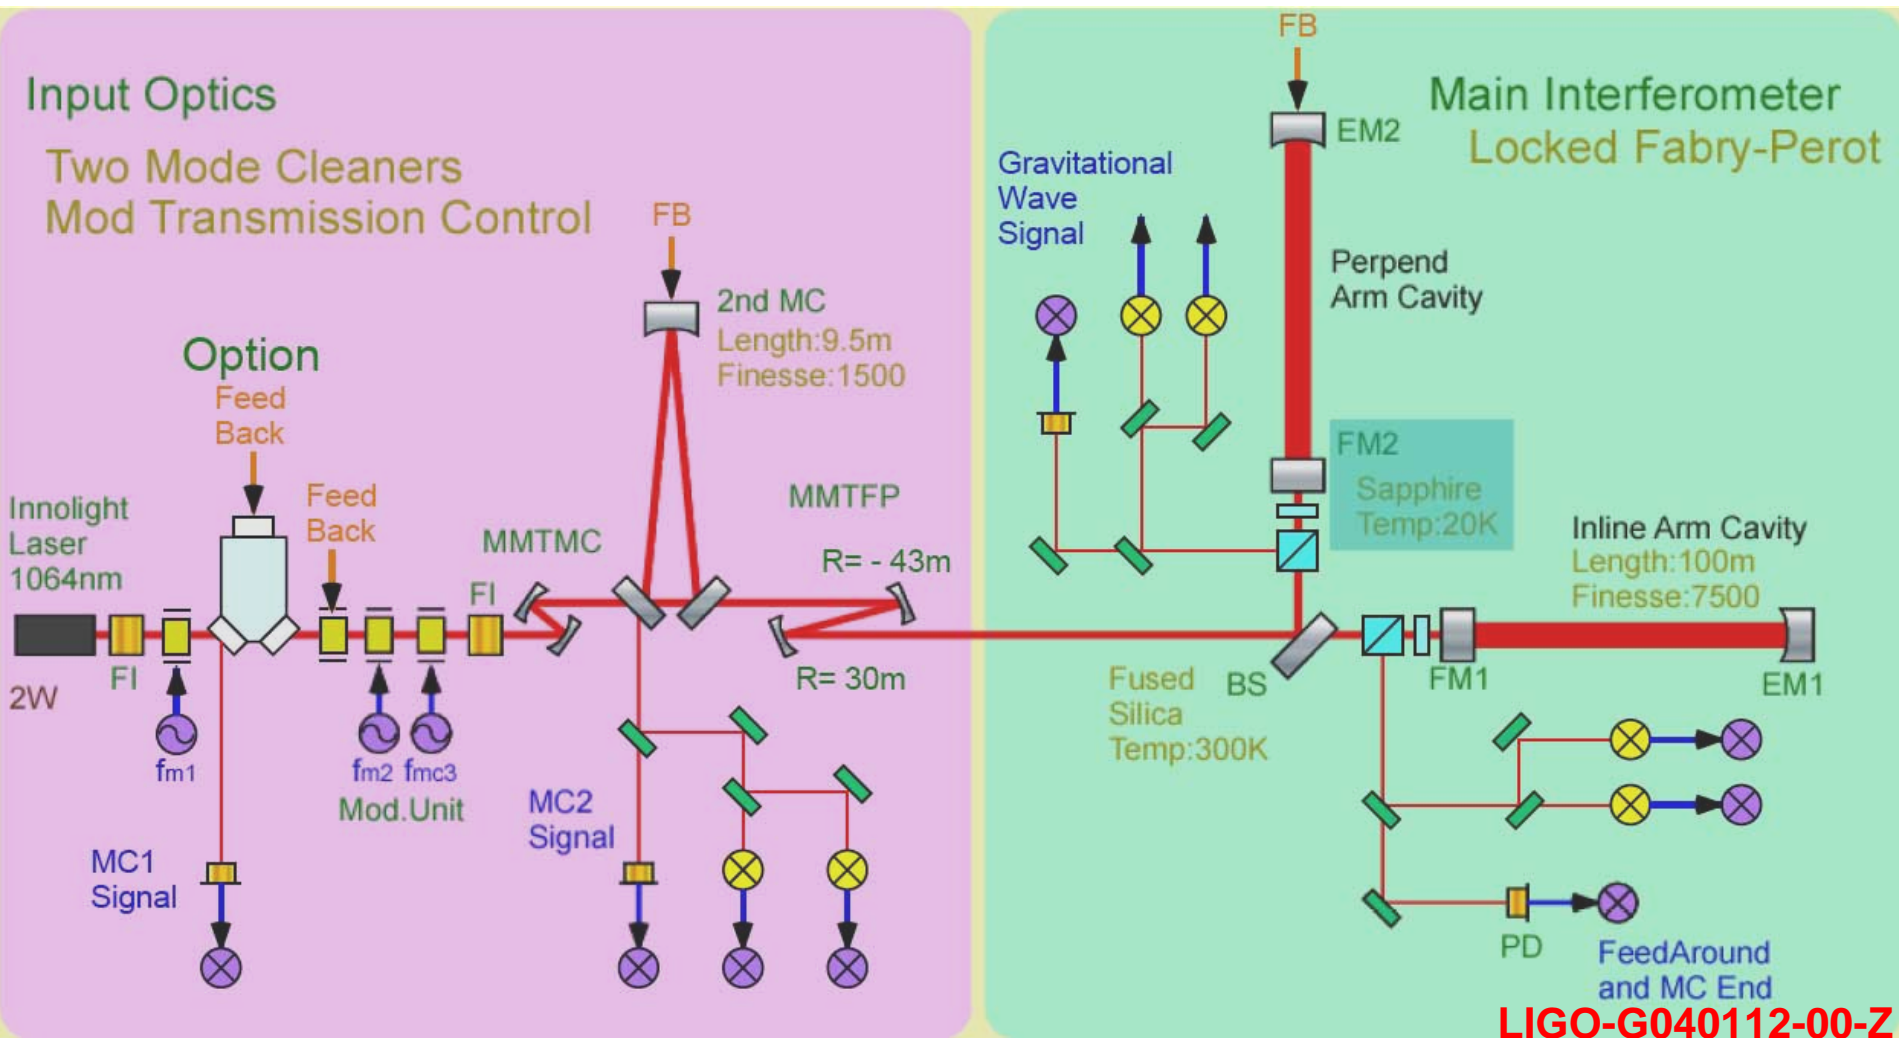 Input Optics
Two Mode Cleaners
Mod Transmission Control
FB
2nd MC
Length:9.5m
Finesse:1500
Option
Feed
Back
Feed
Back
Innolight
Laser
1064nm
2W
FI
fm1
fm2
fmc3
Mod.Unit
FI
MMTMC
MMTFP
R= - 43m
R= 30m
MC1
Signal
MC2
Signal
FB
Main Interferometer
Locked Fabry-Perot
EM2
Gravitational
Wave
Signal
Perpend
Arm Cavity
FM2
Sapphire
Temp:20K
Inline Arm Cavity
Length:100m
Finesse:7500
Fused
Silica
Temp:300K
BS
FM1
EM1
PD
FeedAround
and MC End
LIGO-G040112-00-Z